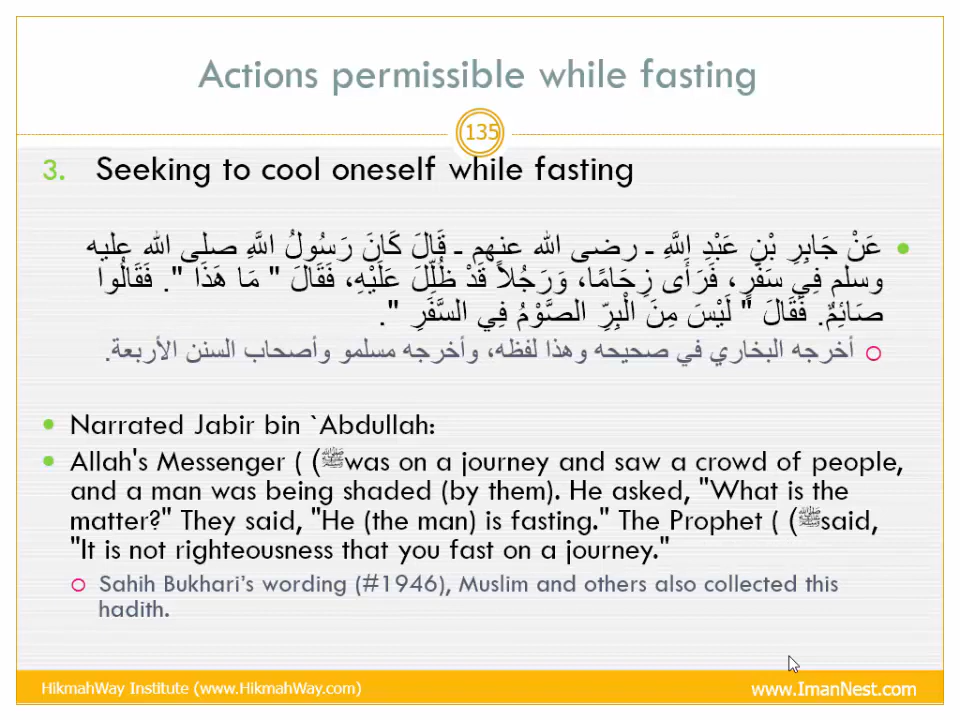 Actions permissible while fasting
135
3. Seeking to cool oneself while fasting
عَنْ جَابِرِ بْنِ عَبْدِ اللَّهِ ـ رضى الله عنهم ـ قَالَ كَانَ رَسُولُ اللَّهِ صلى الله عليه
وسلم فِي سَفَرٍ، فَرَأَى زِحَامًا، وَرَجُلاً قَدْ ظُلِّلَ عَلَيْهِ، فَقَالَ " مَا هَذَا ". فَقَالُوا
صَائِمٌ. فَقَالَ " لَيْسَ مِنَ الْبِرِّ الصَّوْمُ فِي السَّفَرِ ".
أخرجه البخاري في صحيحه وهذا لفظه، وأخرجه مسلمو وأصحاب السنن الأربعة.
Narrated Jabir bin `Abdullah:
Allah's Messenger ( (ﷺwas on a journey and saw a crowd of people,
and a man was being shaded (by them). He asked, "What is the
matter?" They said, "He (the man) is fasting." The Prophet ( (ﷺsaid,
"It is not righteousness that you fast on a journey."
Sahih Bukhari's wording (#1946), Muslim and others also collected this
hadith.
HikmahWay Institute (www.HikmahWay.com)
www.ImanNest.com